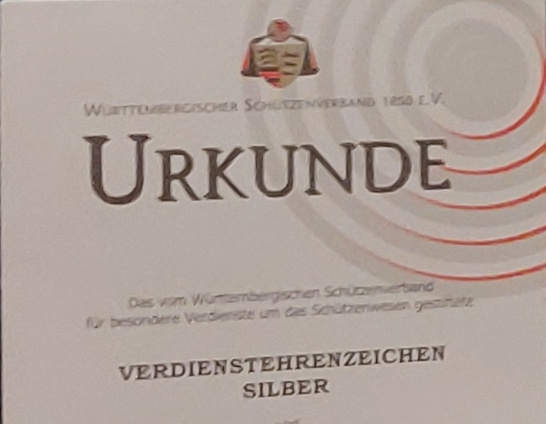 WÜRTTEMBERGISCHER SCHÜTZENVERBAND 1850 E.V.
URKUNDE
Das vom Württembergischen Schützenverband
für besondere Verdienste um das Schützenwesen gestiftete
VERDIENSTEHRENZEICHEN
SILBER